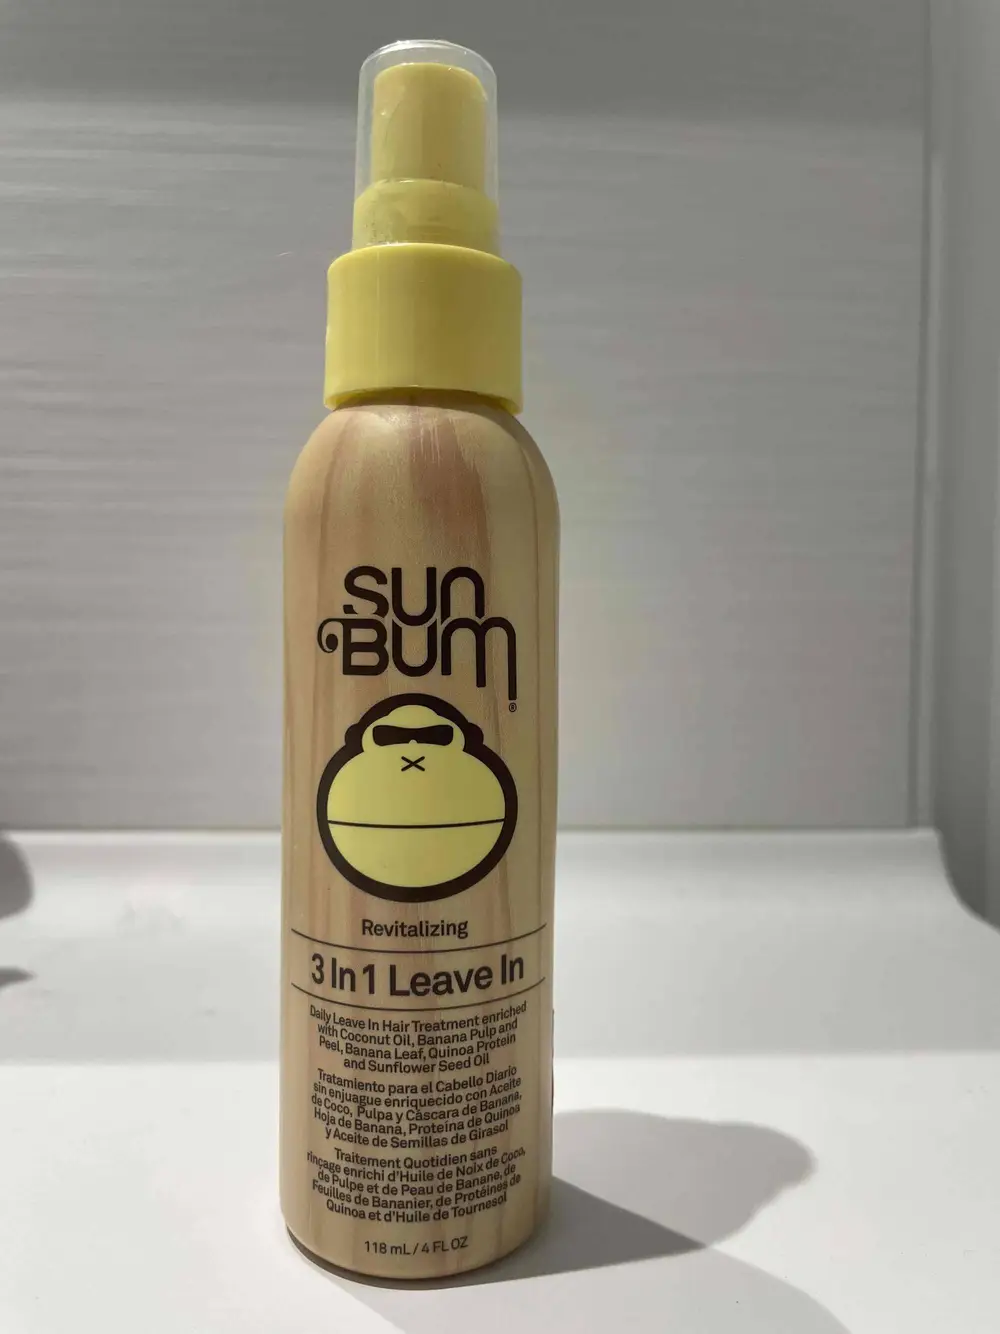 SUN
BUM®
Revitalizing
3 In 1 Leave In
Daily Leave In Hair Treatment enriched
with Coconut Oil, Banana Pulp and
Peel, Banana Leaf, Quinoa Protein
and Sunflower Seed Oil
Tratamiento para el Cabello Diario
sin enjuague enriquecido con Aceite
de Coco, Pulpa y Cáscara de Banana,
Hoja de Banana, Proteína de Quinoa
y Aceite de Semillas de Girasol
Traitement Quotidien sans
rinçage enrichi d'Huile de Noix de Coco,
de Pulpe et de Peau de Banane, de
Feuilles de Bananier, de Protéines de
Quinoa et d'Huile de Tournesol
118 mL / 4 FL OZ